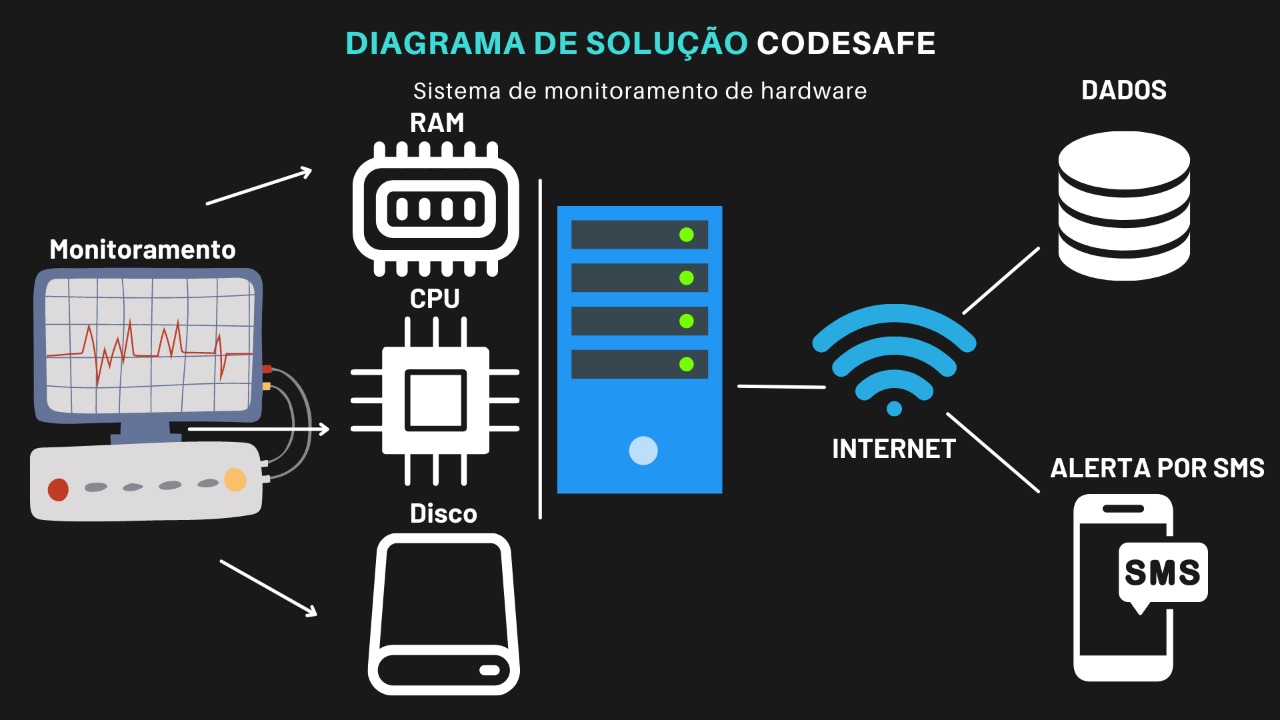 DIAGRAMA DE SOLUÇÃO CODESAFE
Sistema de monitoramento de hardware
RAM
DADOS
Monitoramento
CPU
INTERNET
ALERTA POR SMS
Disco
SMS